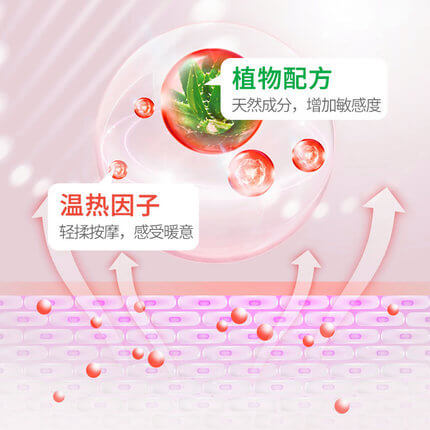 植物配方
天然成分，增加敏感度
温热因子
轻揉按摩，感受暖意